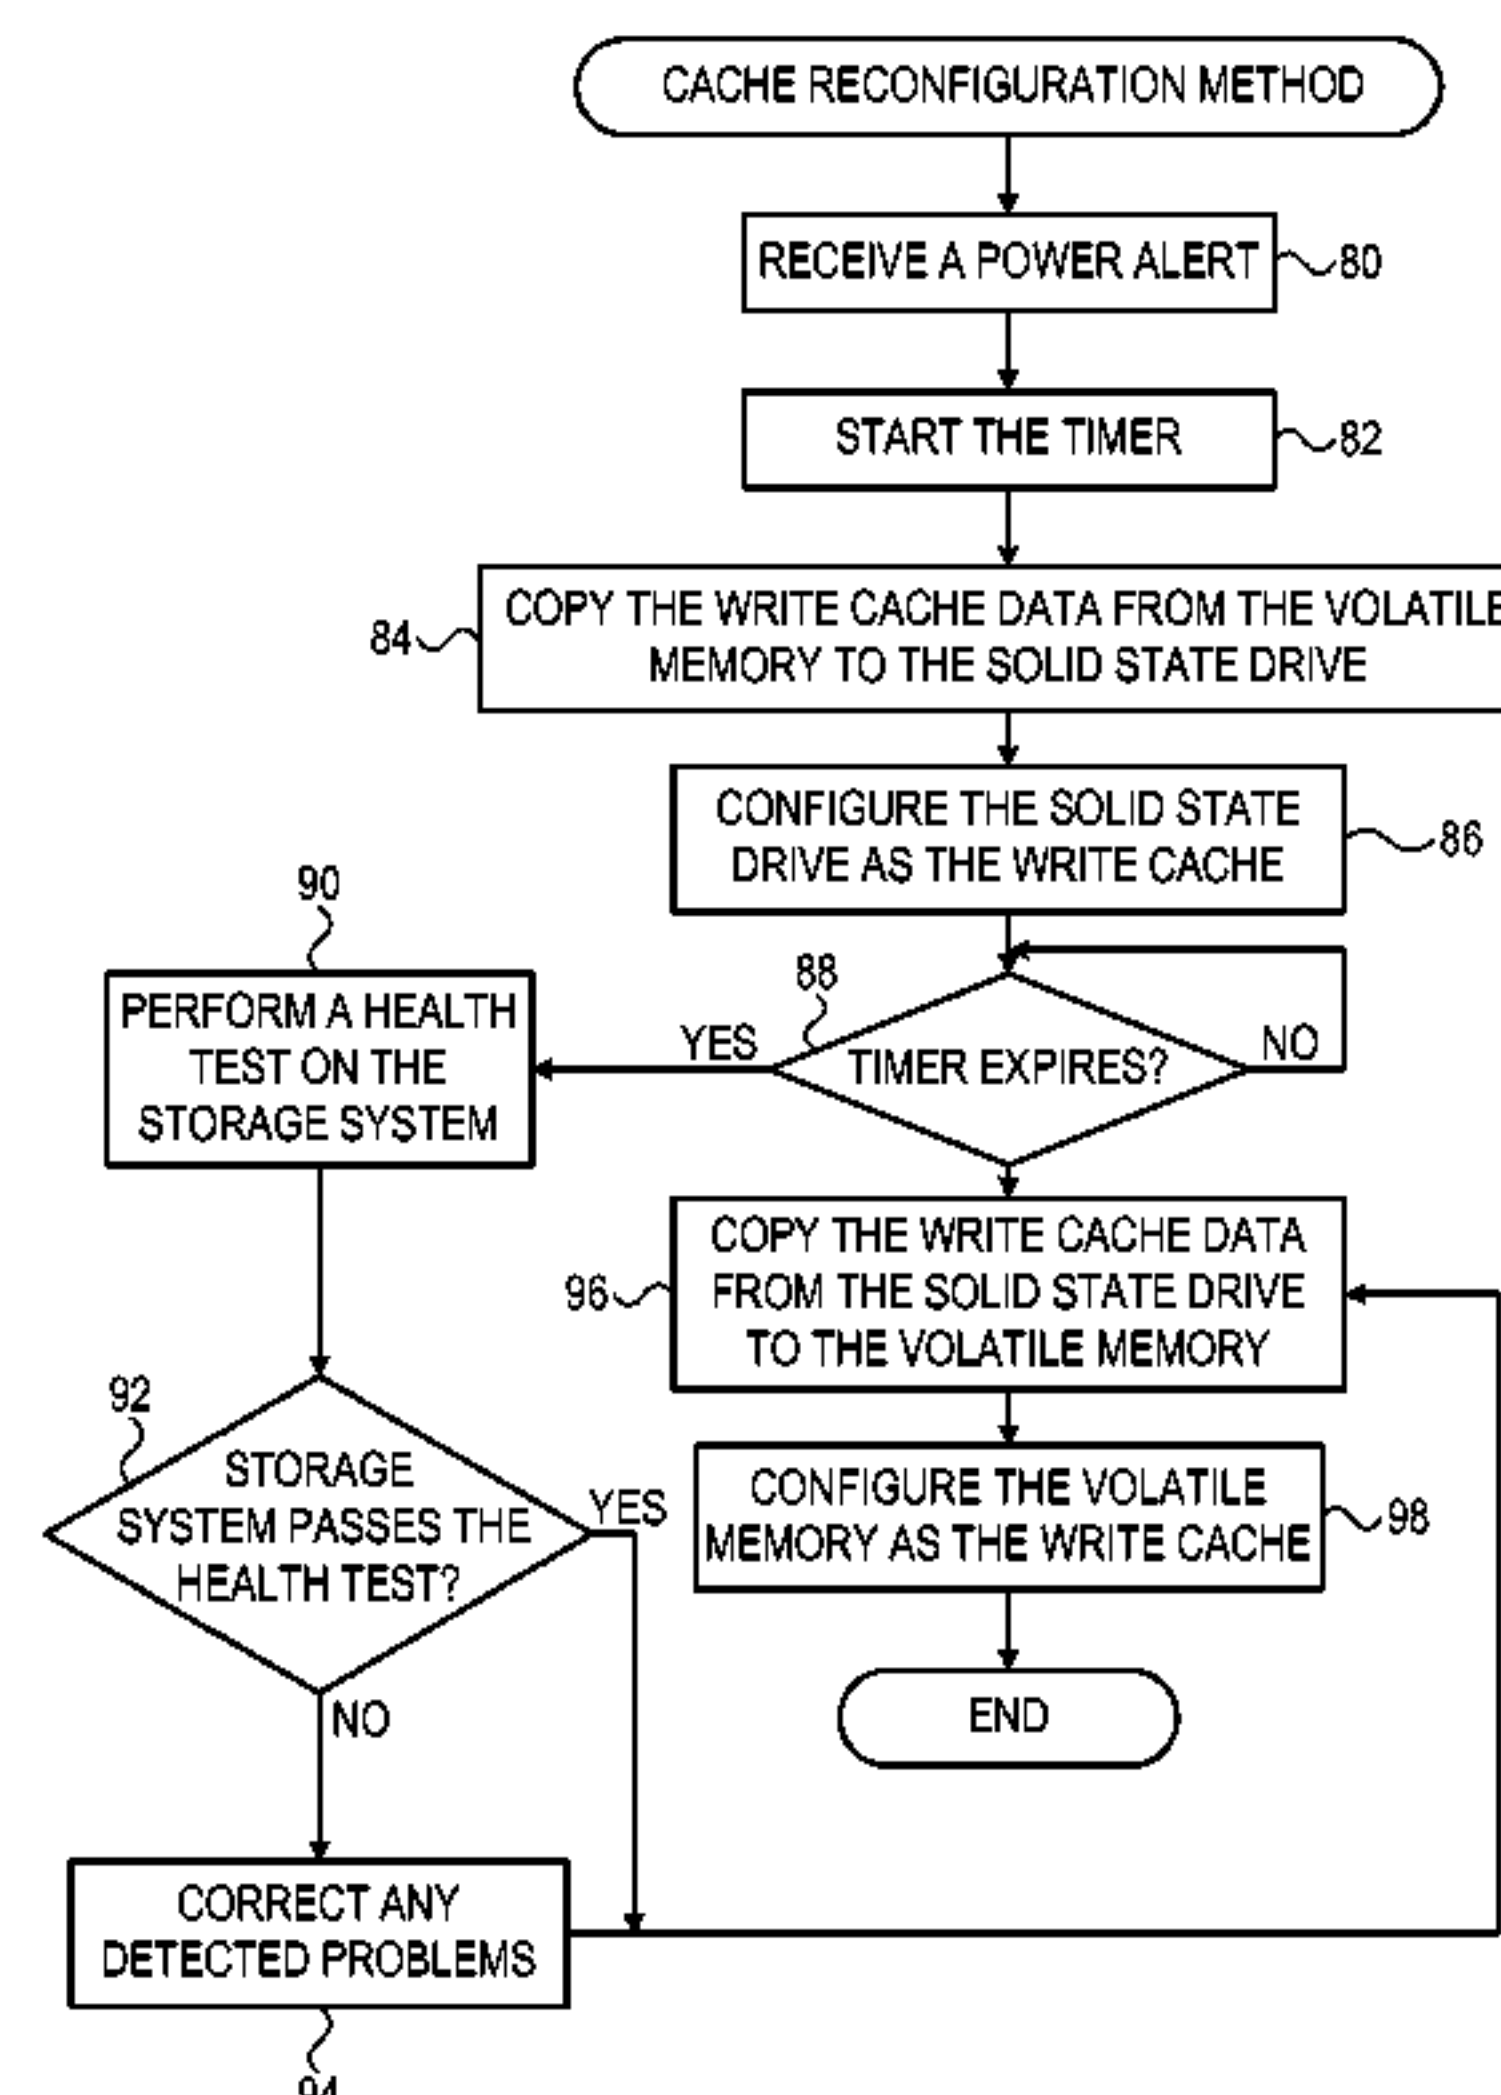 CACHE RECONFIGURATION METHOD
RECEIVE A POWER ALERT
80
START THE TIMER
82
84
COPY THE WRITE CACHE DATA FROM THE VOLATILE
MEMORY TO THE SOLID STATE DRIVE
CONFIGURE THE SOLID STATE
DRIVE AS THE WRITE CACHE
86
90
PERFORM A HEALTH
TEST ON THE
STORAGE SYSTEM
88
YES
TIMER EXPIRES?
NO
96
COPY THE WRITE CACHE DATA
FROM THE SOLID STATE DRIVE
TO THE VOLATILE MEMORY
92
STORAGE
SYSTEM PASSES THE
HEALTH TEST?
YES
NO
CONFIGURE THE VOLATILE
MEMORY AS THE WRITE CACHE
98
END
CORRECT ANY
DETECTED PROBLEMS
94